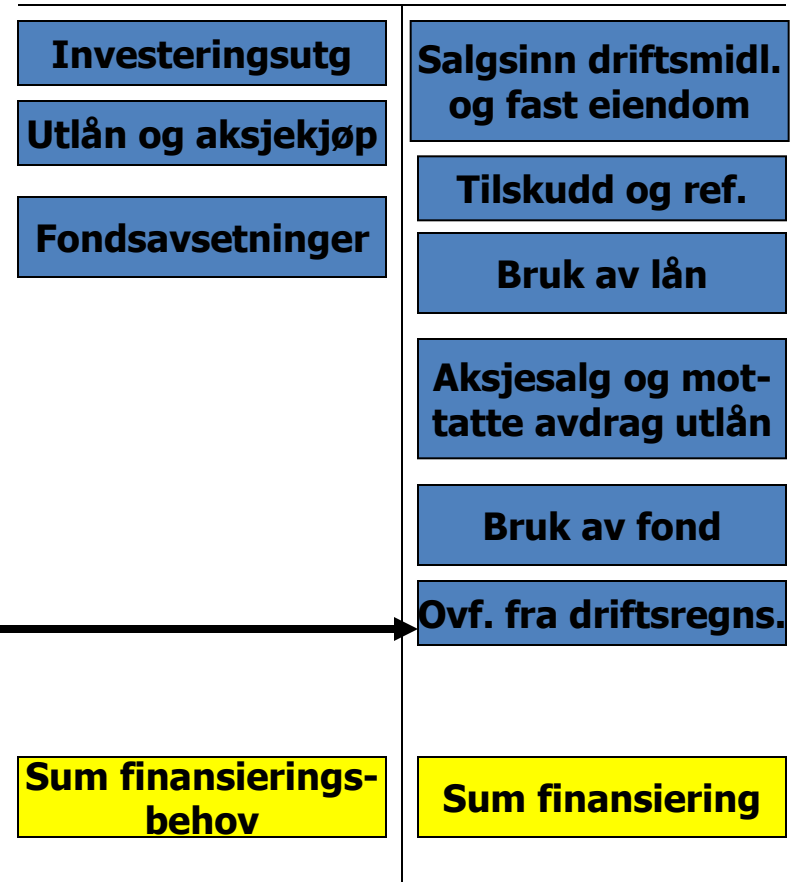 Investeringsutg
Utlån og aksjekjøp
Fondsavsetninger
Sum finansierings-
behov
Salgsinn driftsmidl.
og fast eiendom
Tilskudd og ref.
Bruk av lån
Aksjesalg og mot-
tatte avdrag utlån
Bruk av fond
Ovf. fra driftsregns.
Sum finansiering